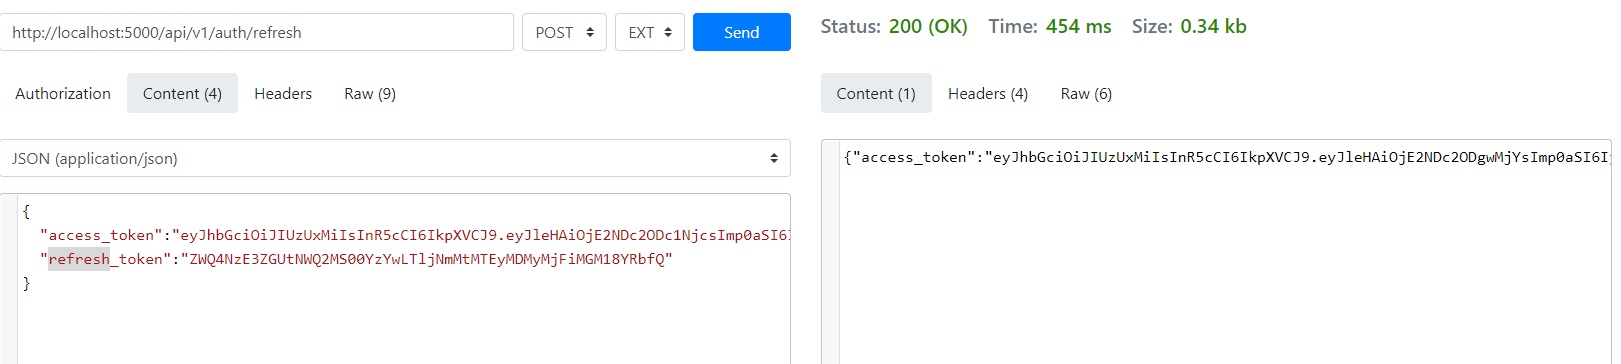 http://localhost:5000/api/v1/auth/refresh POST EXT Send
Status: 200 (OK) Time: 454 ms Size: 0.34 kb
Authorization Content (4) Headers Raw (9)
Content (1) Headers (4) Raw (6)
JSON (application/json)
{"access_token":"eyJhbGciOiJIUzUxMiIsInR5cCI6IkpXVCJ9.eyJleHAiOjE2NDc2ODgwMjYsImp0aSI6Ij
{
"access_token":"eyJhbGciOiJIUzUxMiIsInR5cCI6IkpXVCJ9.eyJleHAiOjE2NDc2ODc1NjcsImp0aSI6I
"refresh_token":"ZWQ4NzE3ZGUtNWQ2MS00YzYwLTljNmMtMTEyMDMyMjFiMGM18YRbfQ"
}